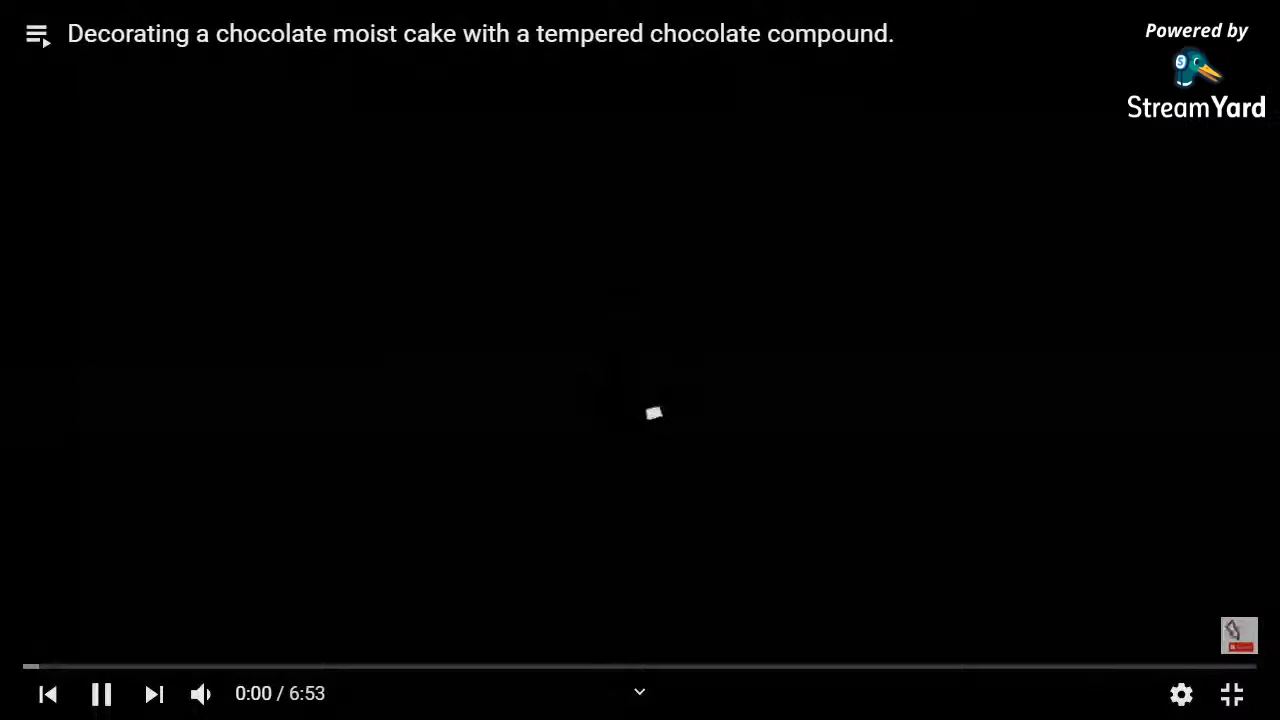 Decorating a chocolate moist cake with a tempered chocolate compound.
Powered by
S
StreamYard
0:00 / 6:53